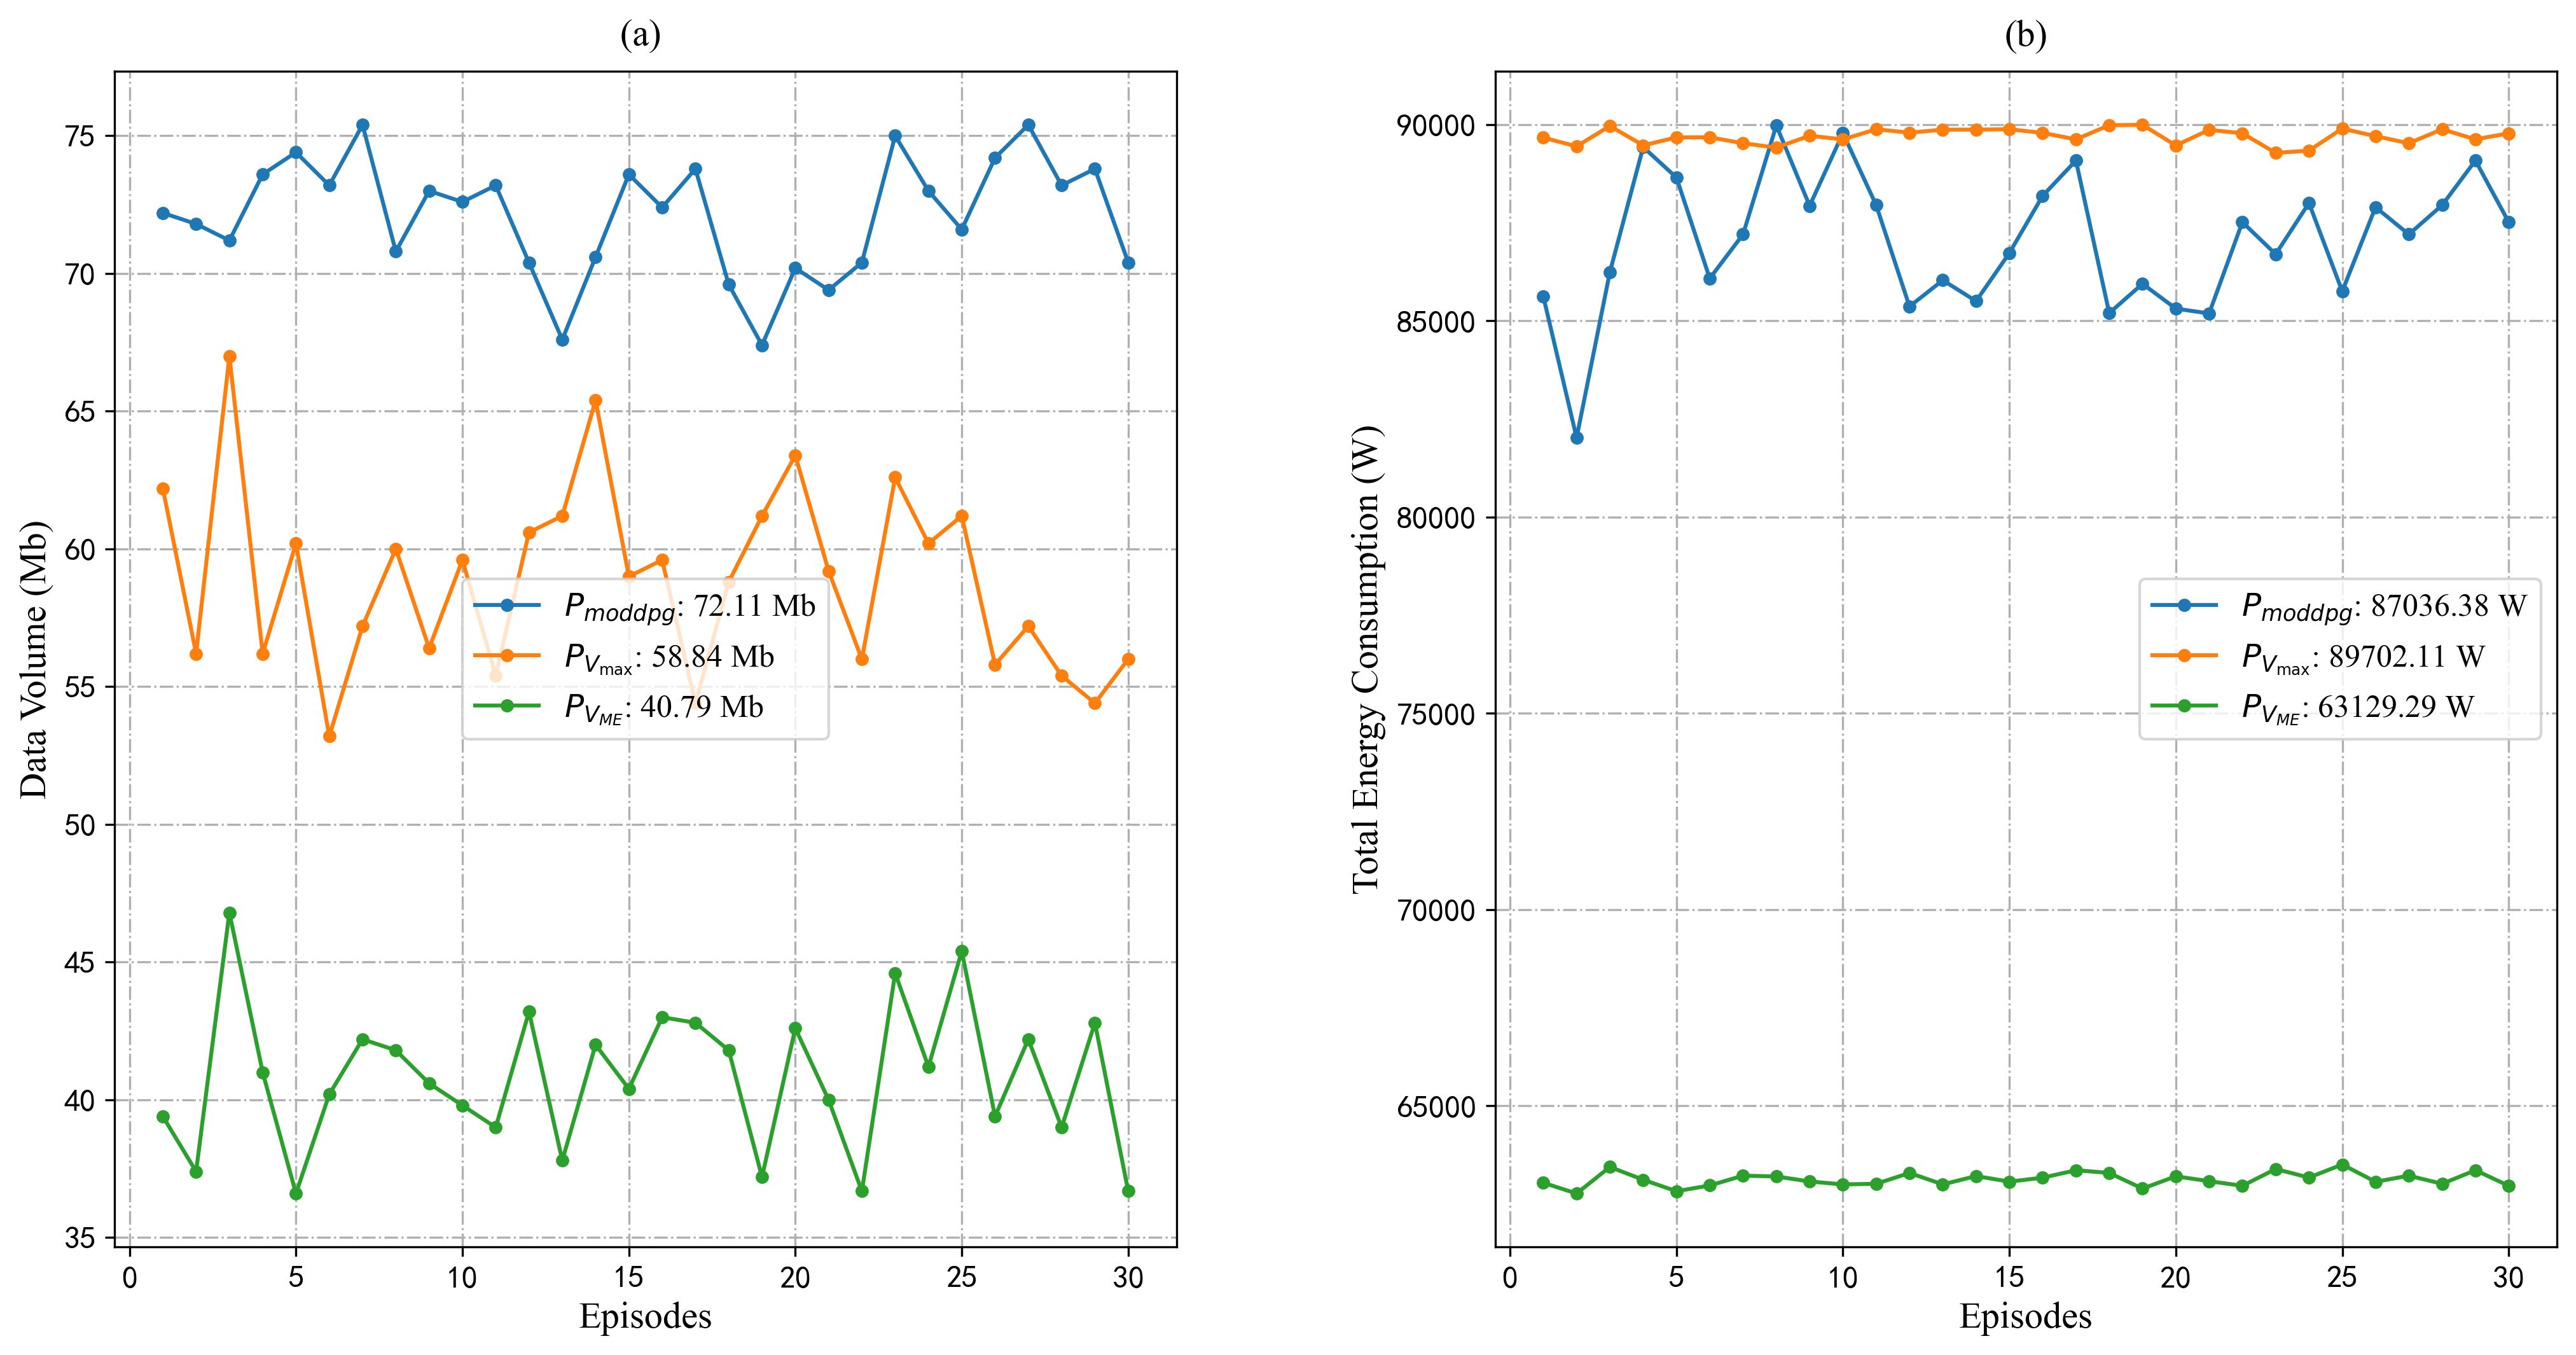 (a)
75
70
65
60
55
50
45
40
35
0 5 10 15 20 25 30
Data Volume (Mb)
Episodes
P_moddpg: 72.11 Mb
P_V_max: 58.84 Mb
P_V_ME: 40.79 Mb
(b)
90000
85000
80000
75000
70000
65000
0 5 10 15 20 25 30
Total Energy Consumption (W)
Episodes
P_moddpg: 87036.38 W
P_V_max: 89702.11 W
P_V_ME: 63129.29 W